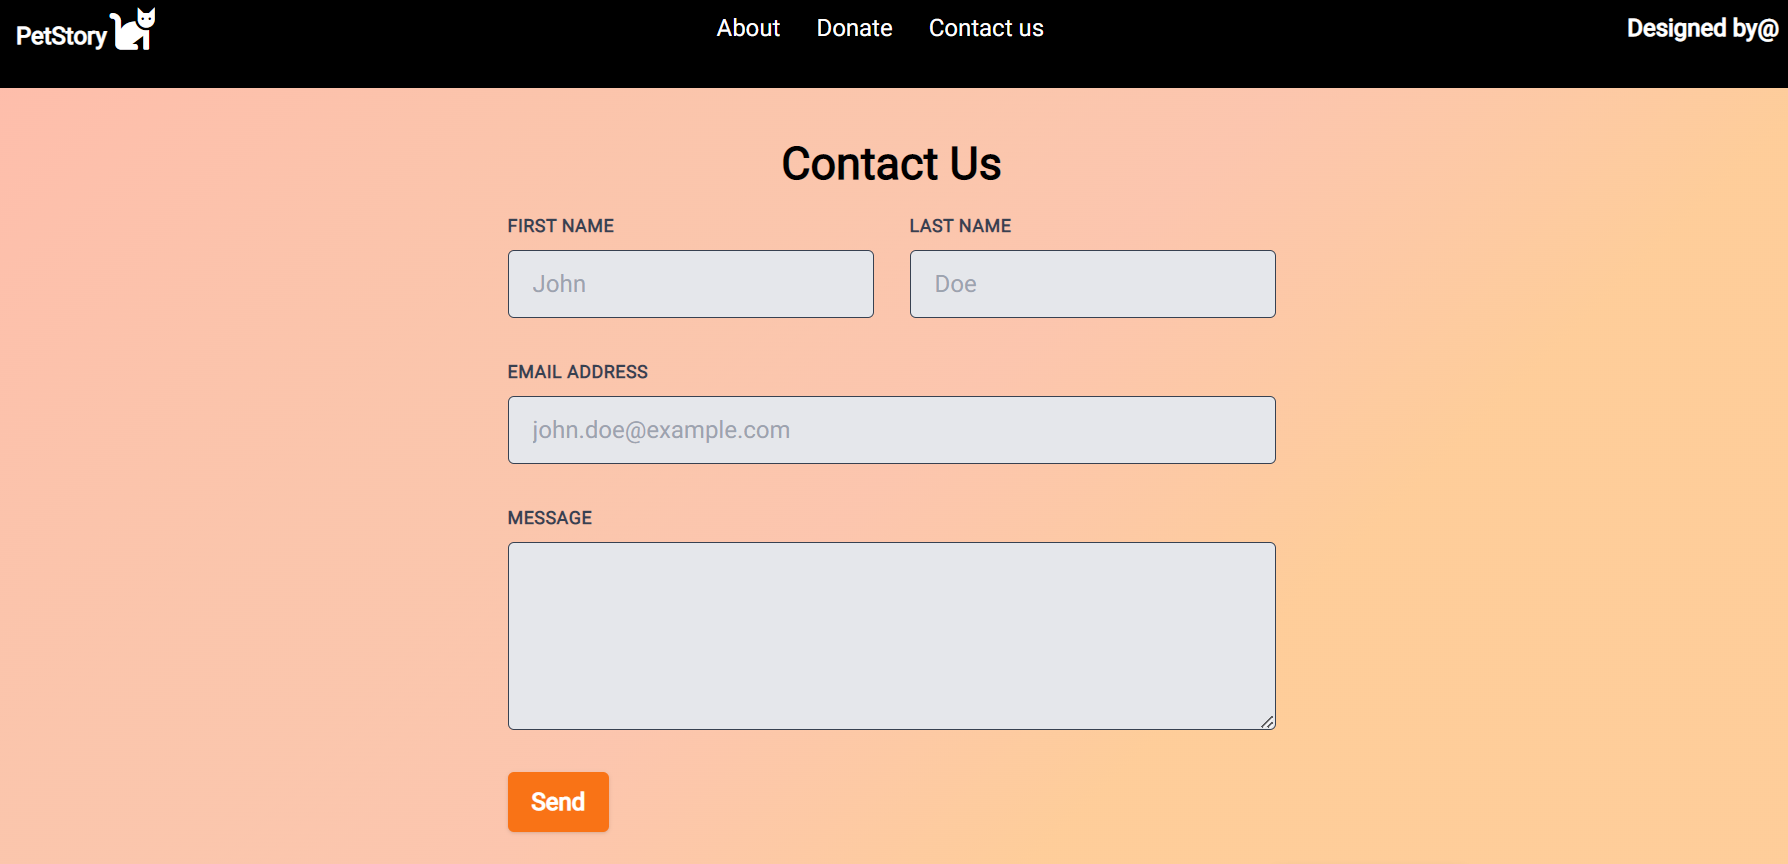 PetStory
About Donate Contact us
Designed by@
Contact Us
FIRST NAME LAST NAME
John Doe
EMAIL ADDRESS
john.doe@example.com
MESSAGE
Send